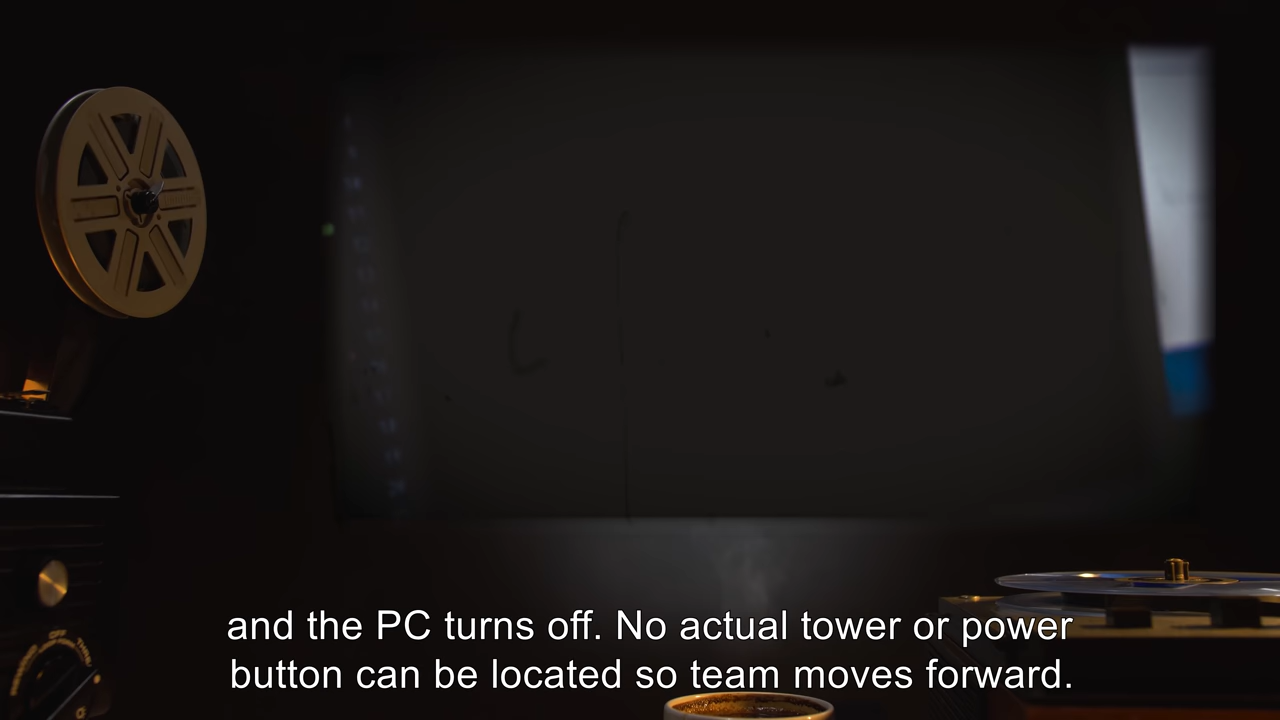 and the PC turns off. No actual tower or power
button can be located so team moves forward.